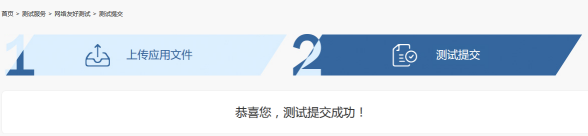 首页 > 测试服务 > 网络友好测试 > 测试提交
1 上传应用文件
2 测试提交
恭喜您，测试提交成功！